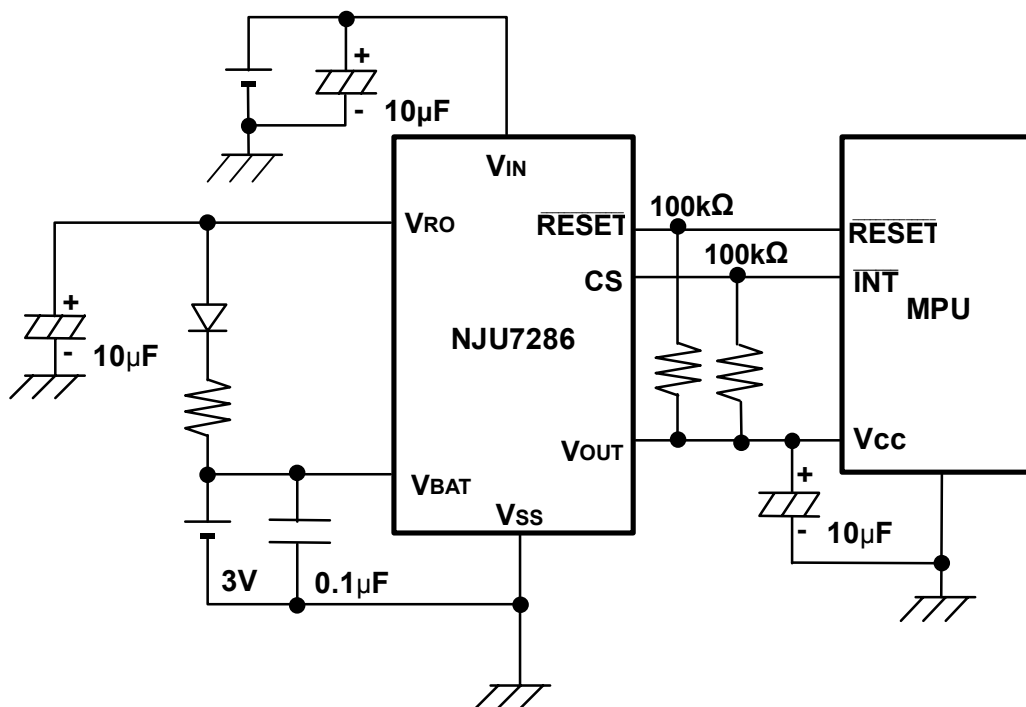 +
-
10µF
VIN
VRO
RESET
100kΩ
RESET
CS
100kΩ
INT
MPU
NJU7286
+
-
10µF
VOUT
Vcc
VBAT
VSS
+
-
10µF
3V
0.1µF